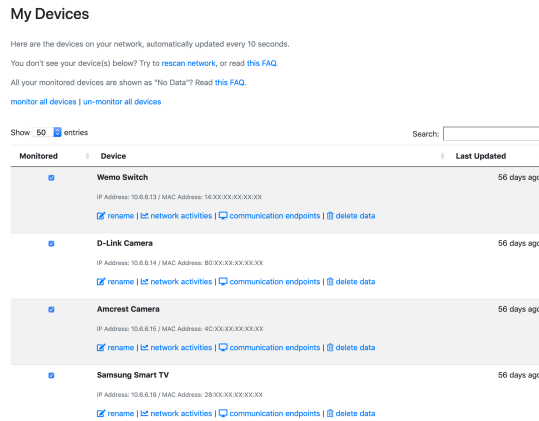 My Devices
Here are the devices on your network, automatically updated every 10 seconds.
You don't see your device(s) below? Try to rescan network, or read this FAQ.
All your monitored devices are shown as "No Data"? Read this FAQ.
monitor all devices | un-monitor all devices
Show 50 entries Search:
Monitored Device Last Updated
Wemo Switch 56 days ago
IP Address: 10.6.6.13 / MAC Address: 14:XX:XX:XX:XX:XX
rename | network activities | communication endpoints | delete data
D-Link Camera 56 days ago
IP Address: 10.6.6.14 / MAC Address: B0:XX:XX:XX:XX:XX
rename | network activities | communication endpoints | delete data
Amcrest Camera 56 days ago
IP Address: 10.6.6.15 / MAC Address: 4C:XX:XX:XX:XX:XX
rename | network activities | communication endpoints | delete data
Samsung Smart TV 56 days ago
IP Address: 10.6.6.19 / MAC Address: 28:XX:XX:XX:XX:XX
rename | network activities | communication endpoints | delete data